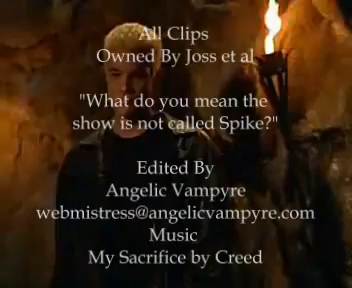 All Clips
Owned By Joss et al
"What do you mean the
show is not called Spike?"
Edited By
Angelic Vampyre
webmistress@angelicvampyre.com
Music
My Sacrifice by Creed